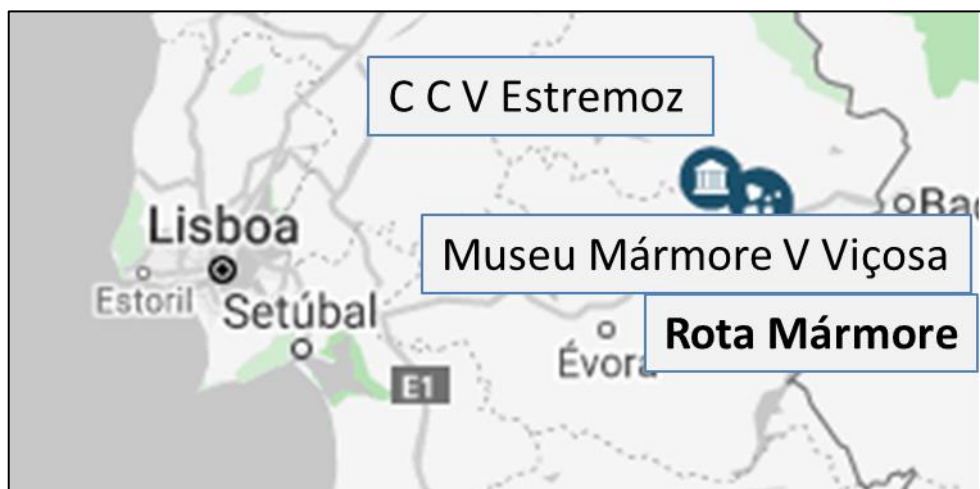 C C V Estremoz
Lisboa
Museu Mármore V Viçosa
Estoril
Setúbal
Rota Mármore
Évora
E1